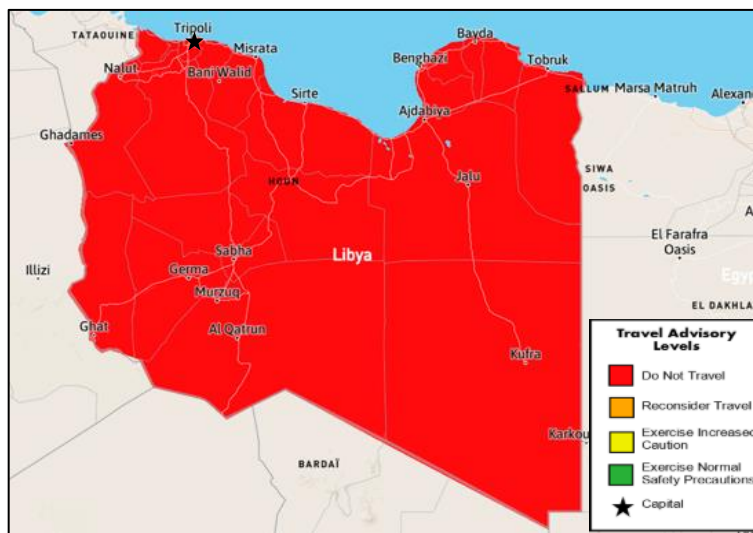 Tripoli
TATAOUINE
Misrata
Bayda
Nalut
Bani Walid
Benghazi
Tobruk
Sirte
SALLUM
Marsa Matruh
Ajdabiya
Ghadames
SIWA
OASIS
HOUN
Jalu
El Farafra
Oasis
Sabha
Libya
Illizi
Germa
Murzuq
EL DAKHLA
Ghat
Al Qatrun
Kufra
BARDAÏ
Travel Advisory
Levels
Do Not Travel
Reconsider Travel
Exercise Increased
Caution
Exercise Normal
Safety Precautions
Capital